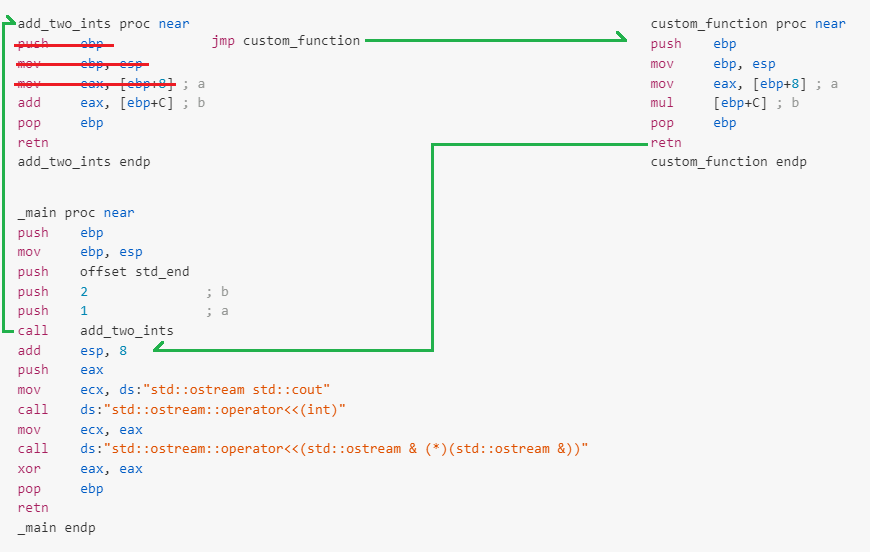 add_two_ints proc near
push ebp
mov ebp, esp
mov eax, [ebp+8] ; a
add eax, [ebp+C] ; b
pop ebp
retn
add_two_ints endp
jmp custom_function
custom_function proc near
push ebp
mov ebp, esp
mov eax, [ebp+8] ; a
mul [ebp+C] ; b
pop ebp
retn
custom_function endp
_main proc near
push ebp
mov ebp, esp
push offset std_end
push 2 ; b
push 1 ; a
call add_two_ints
add esp, 8
push eax
mov ecx, ds:"std::ostream std::cout"
call ds:"std::ostream::operator<<(int)"
mov ecx, eax
call ds:"std::ostream::operator<<(std::ostream & (*)(std::ostream &))"
xor eax, eax
pop ebp
retn
_main endp